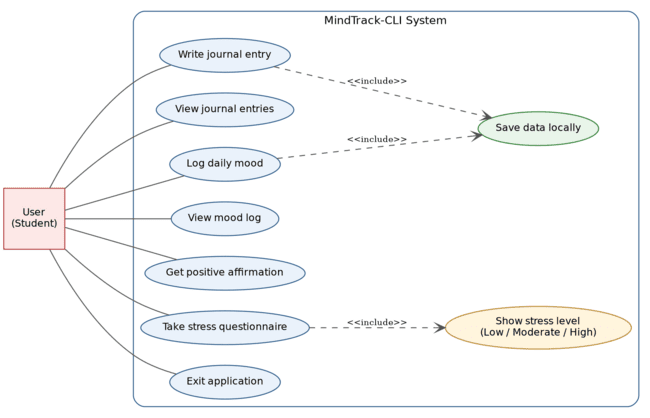 MindTrack-CLI System
Write journal entry
<<include>>
View journal entries
Save data locally
<<include>>
Log daily mood
User
(Student)
View mood log
Get positive affirmation
Take stress questionnaire
<<include>>
Show stress level
(Low / Moderate / High)
Exit application